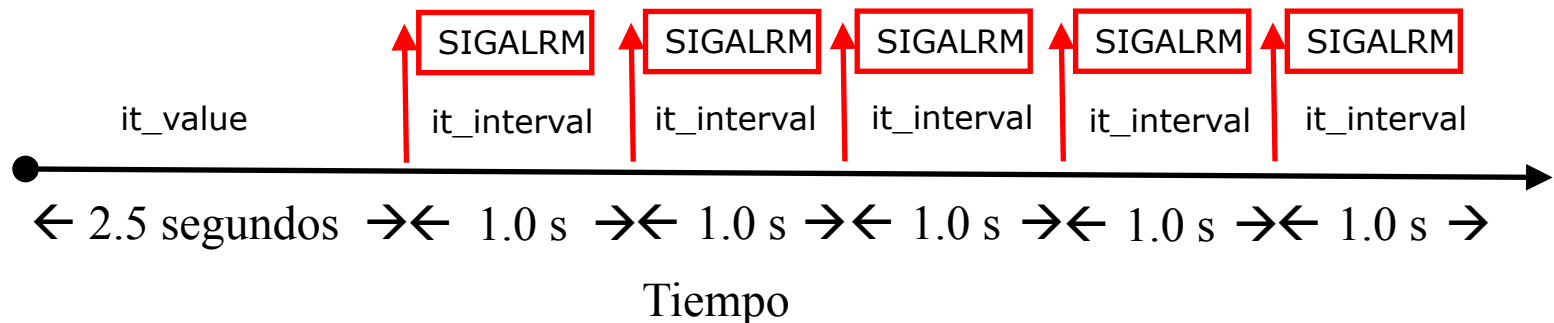 SIGALRM SIGALRM SIGALRM SIGALRM SIGALRM
it_value it_interval it_interval it_interval it_interval it_interval
← 2.5 segundos →← 1.0 s →← 1.0 s →← 1.0 s →← 1.0 s →← 1.0 s →
Tiempo